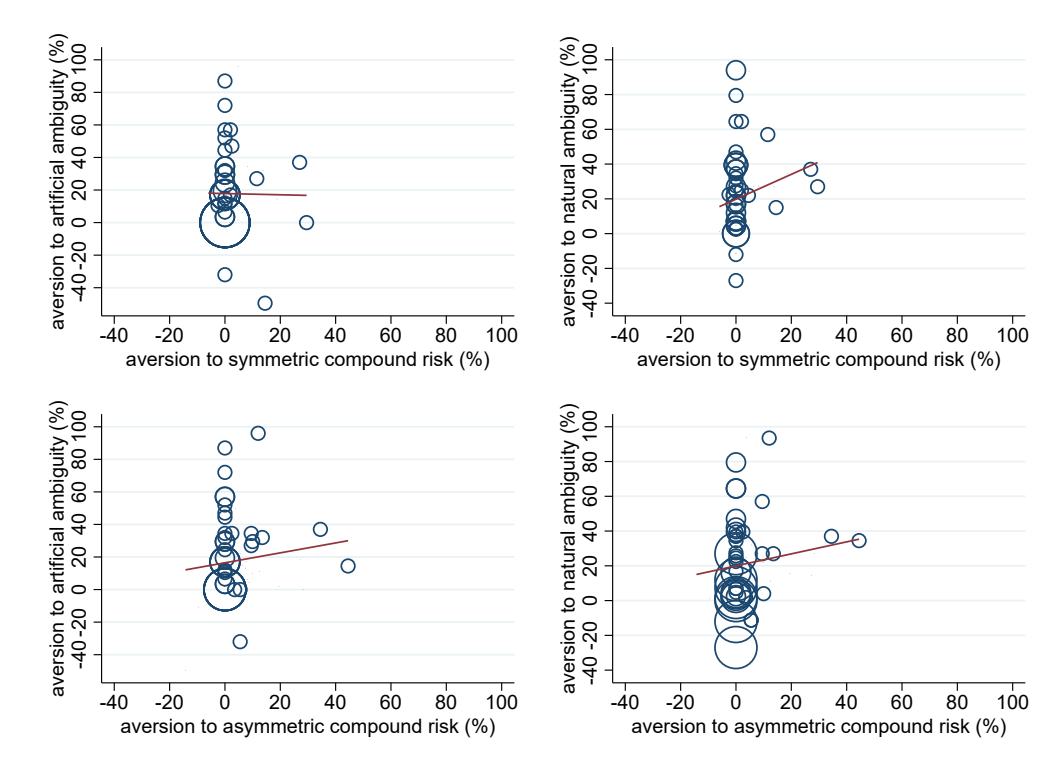 aversion to artificial ambiguity (%)
-40 -20 0 20 40 60 80 100
-40 -20 0 20 40 60 80 100
aversion to symmetric compound risk (%)
aversion to natural ambiguity (%)
-40 -20 0 20 40 60 80 100
-40 -20 0 20 40 60 80 100
aversion to symmetric compound risk (%)
aversion to artificial ambiguity (%)
-40 -20 0 20 40 60 80 100
-40 -20 0 20 40 60 80 100
aversion to asymmetric compound risk (%)
aversion to natural ambiguity (%)
-40 -20 0 20 40 60 80 100
-40 -20 0 20 40 60 80 100
aversion to asymmetric compound risk (%)